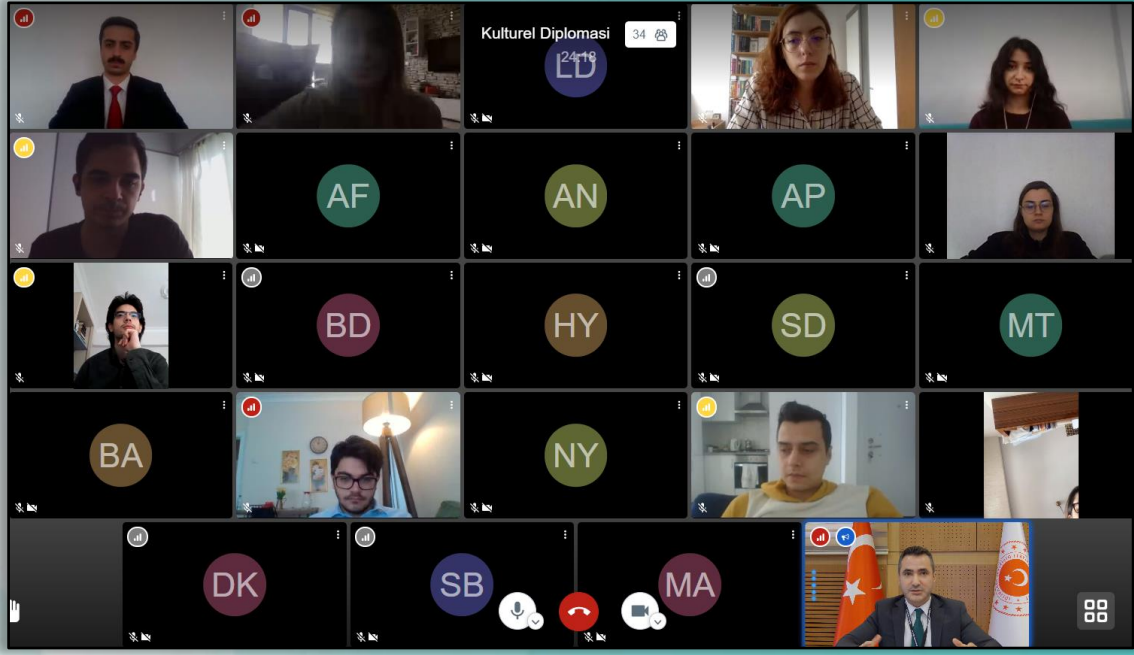 Kulturel Diplomasi 34
24:18
LD
AF
AN
AP
BD
HY
SD
MT
BA
NY
DK
SB
MA